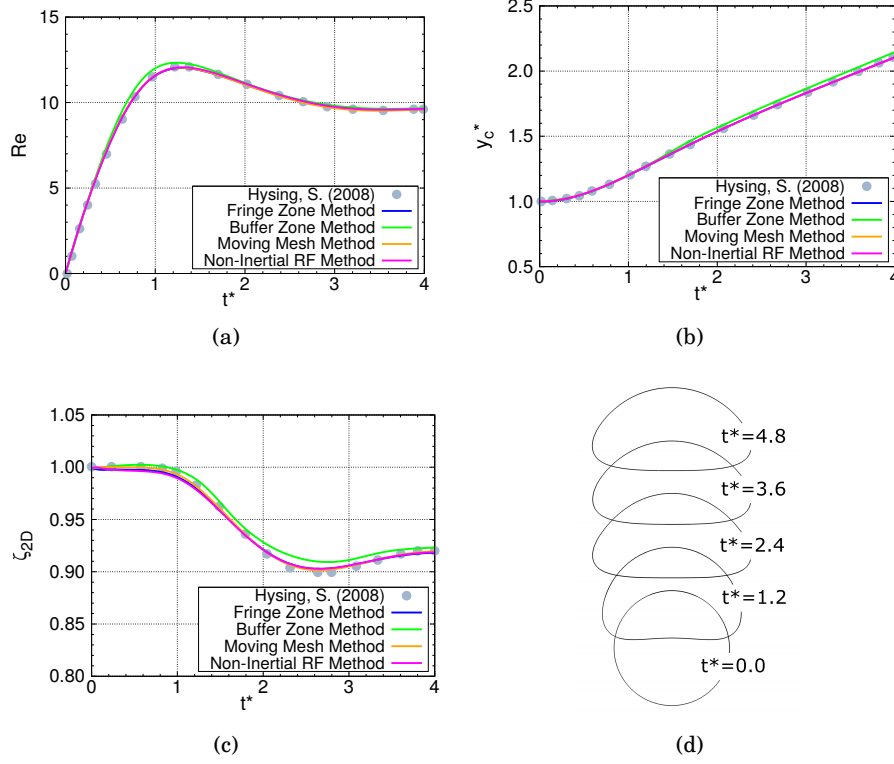 15
10
5
0
Re
Hysing, S. (2008)
Fringe Zone Method
Buffer Zone Method
Moving Mesh Method
Non-Inertial RF Method
0 1 2 3 4
t*
(a)
2.5
2.0
1.5
1.0
0.5
y_c*
Hysing, S. (2008)
Fringe Zone Method
Buffer Zone Method
Moving Mesh Method
Non-Inertial RF Method
0 1 2 3 4
t*
(b)
1.05
1.00
0.95
0.90
0.85
0.80
ζ2D
Hysing, S. (2008)
Fringe Zone Method
Buffer Zone Method
Moving Mesh Method
Non-Inertial RF Method
0 1 2 3 4
t*
(c)
t*=4.8
t*=3.6
t*=2.4
t*=1.2
t*=0.0
(d)